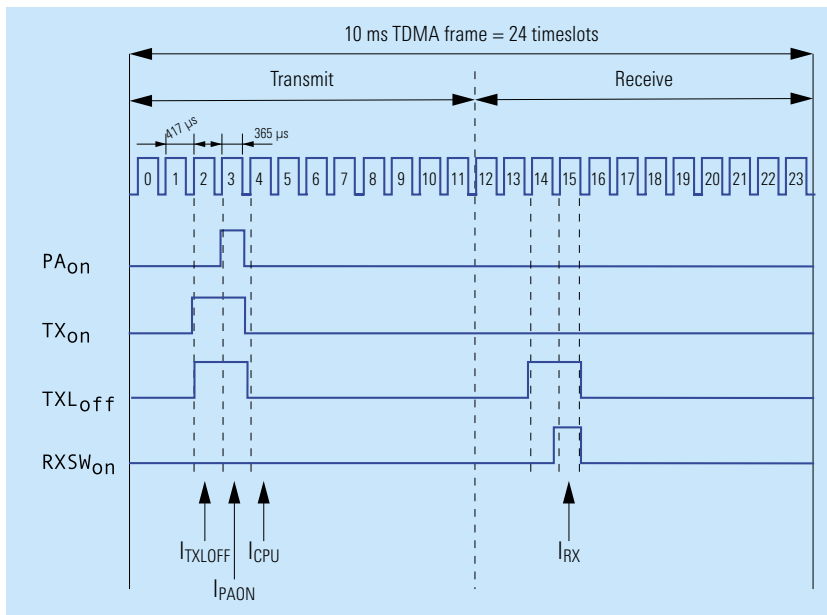 10 ms TDMA frame = 24 timeslots
Transmit Receive
417 µs 365 µs
0 1 2 3 4 5 6 7 8 9 10 11 12 13 14 15 16 17 18 19 20 21 22 23
PAon
TXon
TXLoff
RXSWon
ITXLOFF ICPU IRX
IPAON